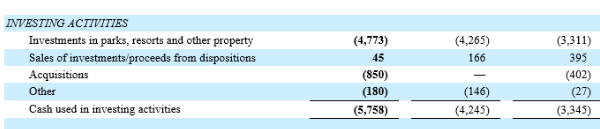 INVESTING ACTIVITIES
Investments in parks, resorts and other property (4,773) (4,265) (3,311)
Sales of investments/proceeds from dispositions 45 166 395
Acquisitions (850) — (402)
Other (180) (146) (27)
Cash used in investing activities (5,758) (4,245) (3,345)